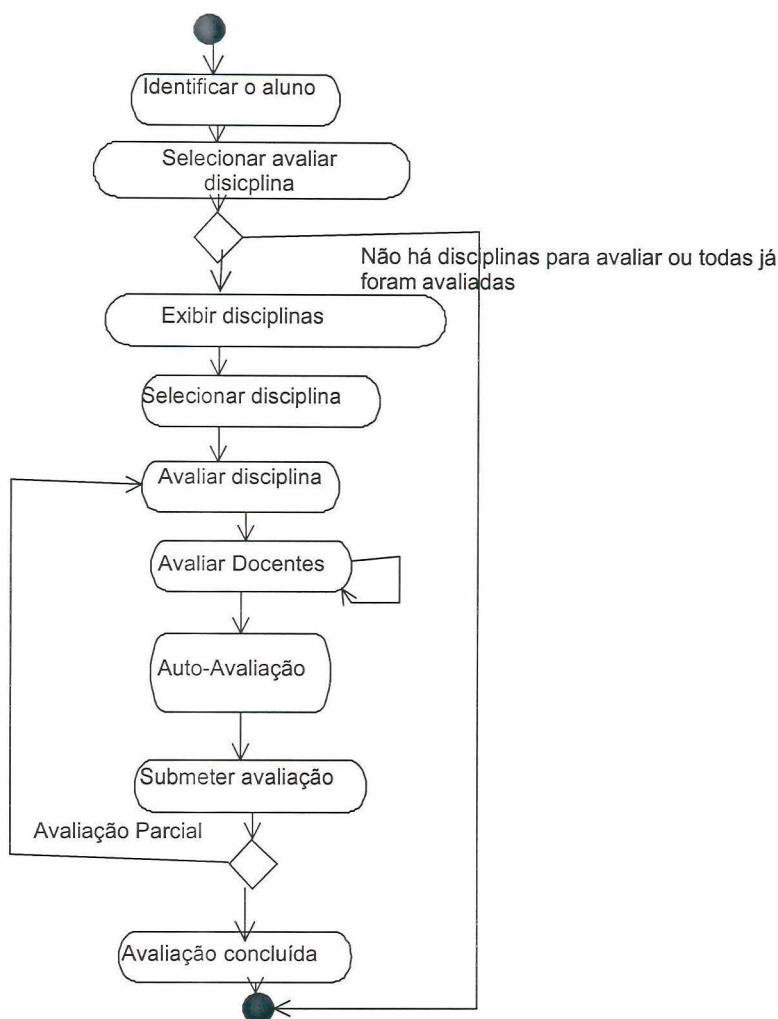 Identificar o aluno
Selecionar avaliar
disicplina
Não há disciplinas para avaliar ou todas já
foram avaliadas
Exibir disciplinas
Selecionar disciplina
Avaliar disciplina
Avaliar Docentes
Auto-Avaliação
Submeter avaliação
Avaliação Parcial
Avaliação concluída